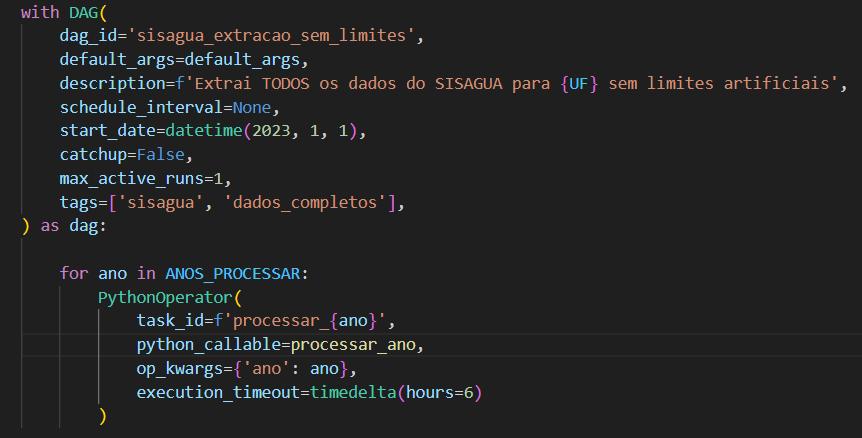 with DAG(
    dag_id='sisagua_extracao_sem_limites',
    default_args=default_args,
    description=f'Extrai TODOS os dados do SISAGUA para {UF} sem limites artificiais',
    schedule_interval=None,
    start_date=datetime(2023, 1, 1),
    catchup=False,
    max_active_runs=1,
    tags=['sisagua', 'dados_completos'],
) as dag:
    for ano in ANOS_PROCESSAR:
        PythonOperator(
            task_id=f'processar_{ano}',
            python_callable=processar_ano,
            op_kwargs={'ano': ano},
            execution_timeout=timedelta(hours=6)
        )